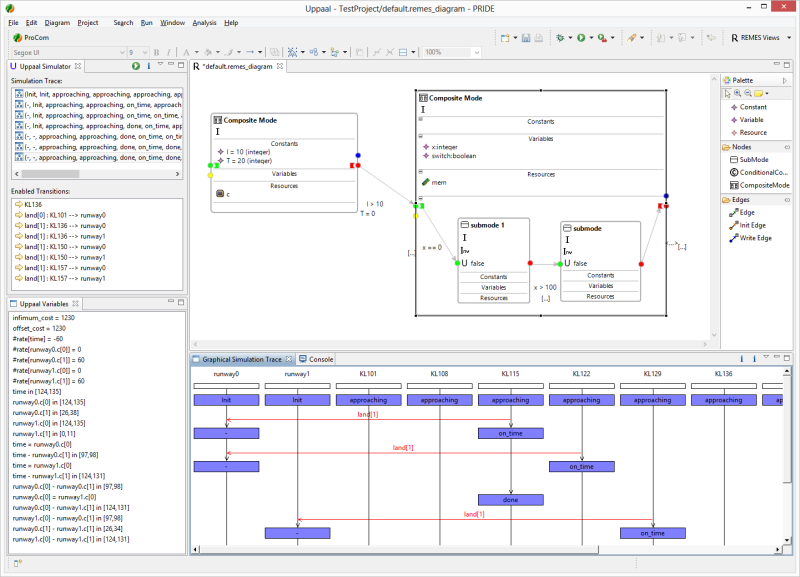 Uppaal - TestProject/default.remes_diagram - PRIDE
File Edit Diagram Project Search Run Window Analysis Help
ProCom
Segoe UI 9 B I A 100% REMES Views
Uppaal Simulator
Simulation Trace:
(Init, Init, approaching, approaching, approaching, ap
(-, Init, approaching, approaching, on_time, approach
(-, Init, approaching, approaching, on_time, on_time,
(-, Init, approaching, approaching, done, on_time, ap
(-, -, approaching, approaching, done, on_time, on_ti
(-, -, approaching, approaching, done, on_time, on_ti
(-, -, approaching, approaching, done, done, on_time,
Enabled Transitions:
KL136
land[0] : KL101 --> runway0
land[1] : KL136 --> runway0
land[1] : KL136 --> runway1
land[1] : KL150 --> runway0
land[1] : KL150 --> runway1
land[1] : KL157 --> runway0
land[1] : KL157 --> runway1
Uppaal Variables
infimum_cost = 1230
offset_cost = 1230
#rate[time] = -60
#rate[runway0.c[0]] = 0
#rate[runway0.c[1]] = 60
#rate[runway1.c[0]] = 0
#rate[runway1.c[1]] = 60
time in [124,135]
runway0.c[0] in [124,135]
runway0.c[1] in [26,38]
runway1.c[0] in [124,135]
runway1.c[1] in [0,11]
time = runway0.c[0]
time - runway0.c[1] in [97,98]
time = runway1.c[0]
time - runway1.c[1] in [124,131]
runway0.c[0] - runway0.c[1] in [97,98]
runway0.c[0] = runway1.c[0]
runway0.c[0] - runway1.c[1] in [124,131]
runway1.c[0] - runway0.c[1] in [97,98]
runway0.c[1] - runway1.c[1] in [26,34]
runway1.c[0] - runway1.c[1] in [124,131]
*default.remes_diagram
Composite Mode
I
Constants
I = 10 (integer)
T = 20 (integer)
Variables
Resources
c
I > 10
T = 0
Composite Mode
I
Constants
Variables
x:integer
switch:boolean
Resources
mem
x == 0
[...]
submode 1
I
Inv
U false
Constants
Variables
Resources
x > 100
[...]
submode
I
Inv
U false
Constants
Variables
Resources
[...]
Palette
Constant
Variable
Resource
Nodes
SubMode
ConditionalCo...
CompositeMode
Edges
Edge
Init Edge
Write Edge
Graphical Simulation Trace Console
runway0 runway1 KL101 KL108 KL115 KL122 KL129 KL136
Init Init approaching approaching approaching approaching approaching approaching ap
land[1]
- on_time
land[1]
- on_time
done
land[1]
- on_time